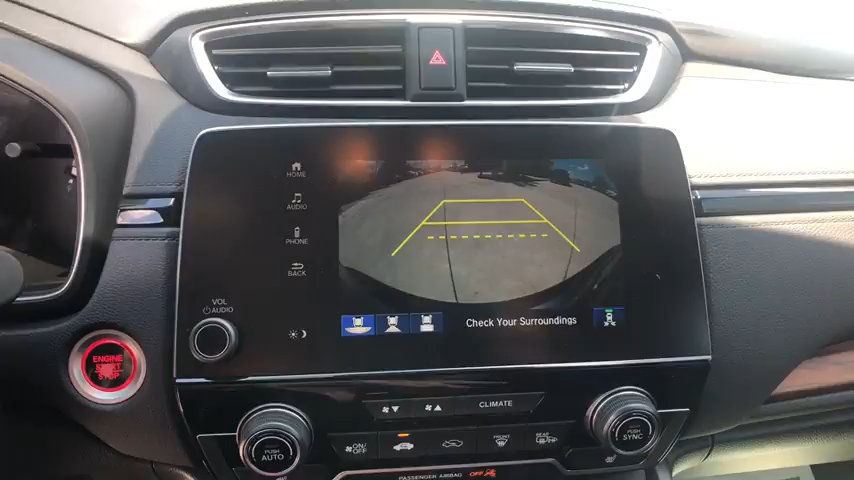 HOME
AUDIO
PHONE
BACK
VOL
AUDIO
Check Your Surroundings
ENGINE
START
STOP
CLIMATE
PUSH
AUTO
ON/
OFF
FRONT
REAR
PUSH
SYNC
PASSENGER AIRBAG OFF